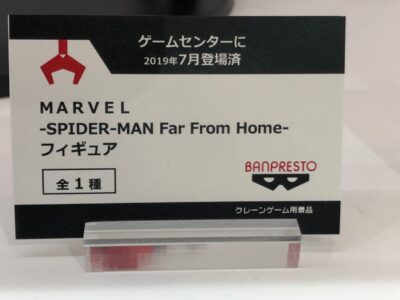 ゲームセンターに
2019年7月登場済
MARVEL
-SPIDER-MAN Far From Home-
フィギュア
全1種
BANPRESTO
クレーンゲーム用景品